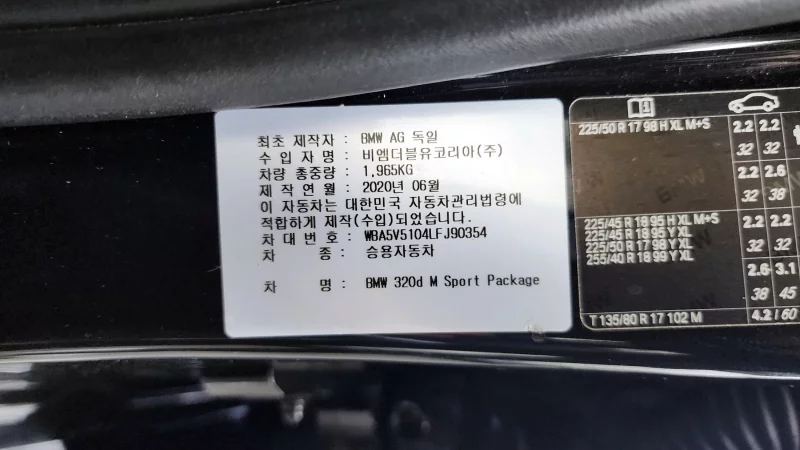 최초 제작자 : BMW AG 독일
수 입 자 명 : 비엠더블유코리아(주)
차량 총중량 : 1,965KG
제 작 연 월 : 2020년 06월
이 자동차는 대한민국 자동차관리법령에
적합하게 제작(수입)되었습니다.
차 대 번 호 : WBA5V5104LFJ90354
차 종 : 승용자동차
차 명 : BMW 320d M Sport Package
225/50 R 17 98 H XL M+S 2.2 2.2
32 32
2.2 2.6
32 38
225/45 R 18 95 H XL M+S 2.2 2.2
225/45 R 18 95 Y XL
225/50 R 17 98 Y XL 32 32
255/40 R 18 99 Y XL
2.6 3.1
38 45
T 135/80 R 17 102 M 4.2 / 60